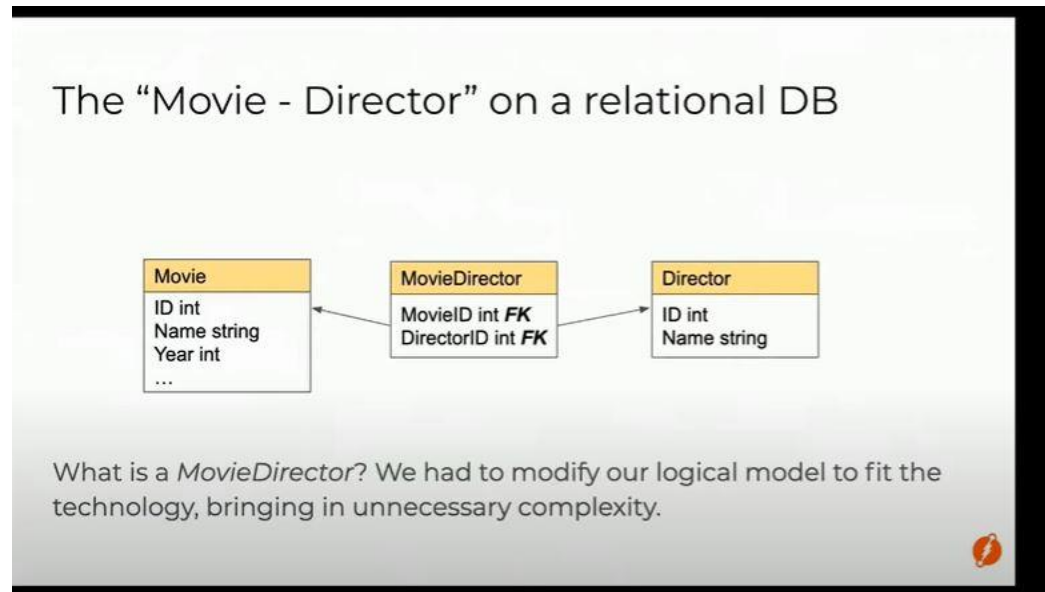 The “Movie - Director” on a relational DB
Movie
ID int
Name string
Year int
...
MovieDirector
MovieID int FK
DirectorID int FK
Director
ID int
Name string
What is a MovieDirector? We had to modify our logical model to fit the
technology, bringing in unnecessary complexity.